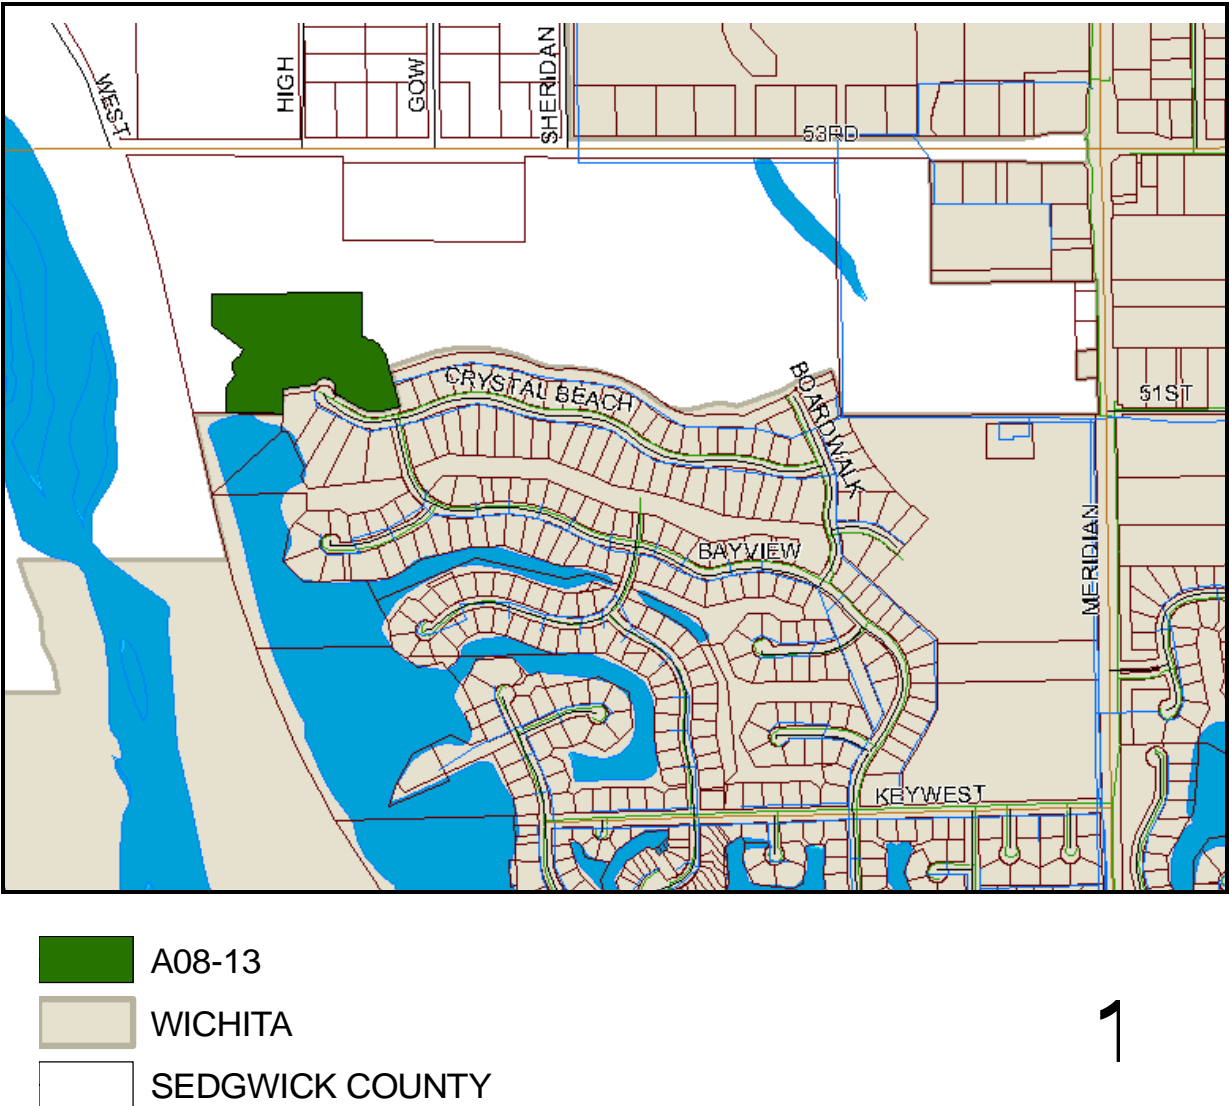 WEST
HIGH
GOW
SHERIDAN
53RD
CRYSTAL BEACH
BOARDWALK
51ST
BAYVIEW
MERIDIAN
KEYWEST
A08-13
WICHITA
1
SEDGWICK COUNTY